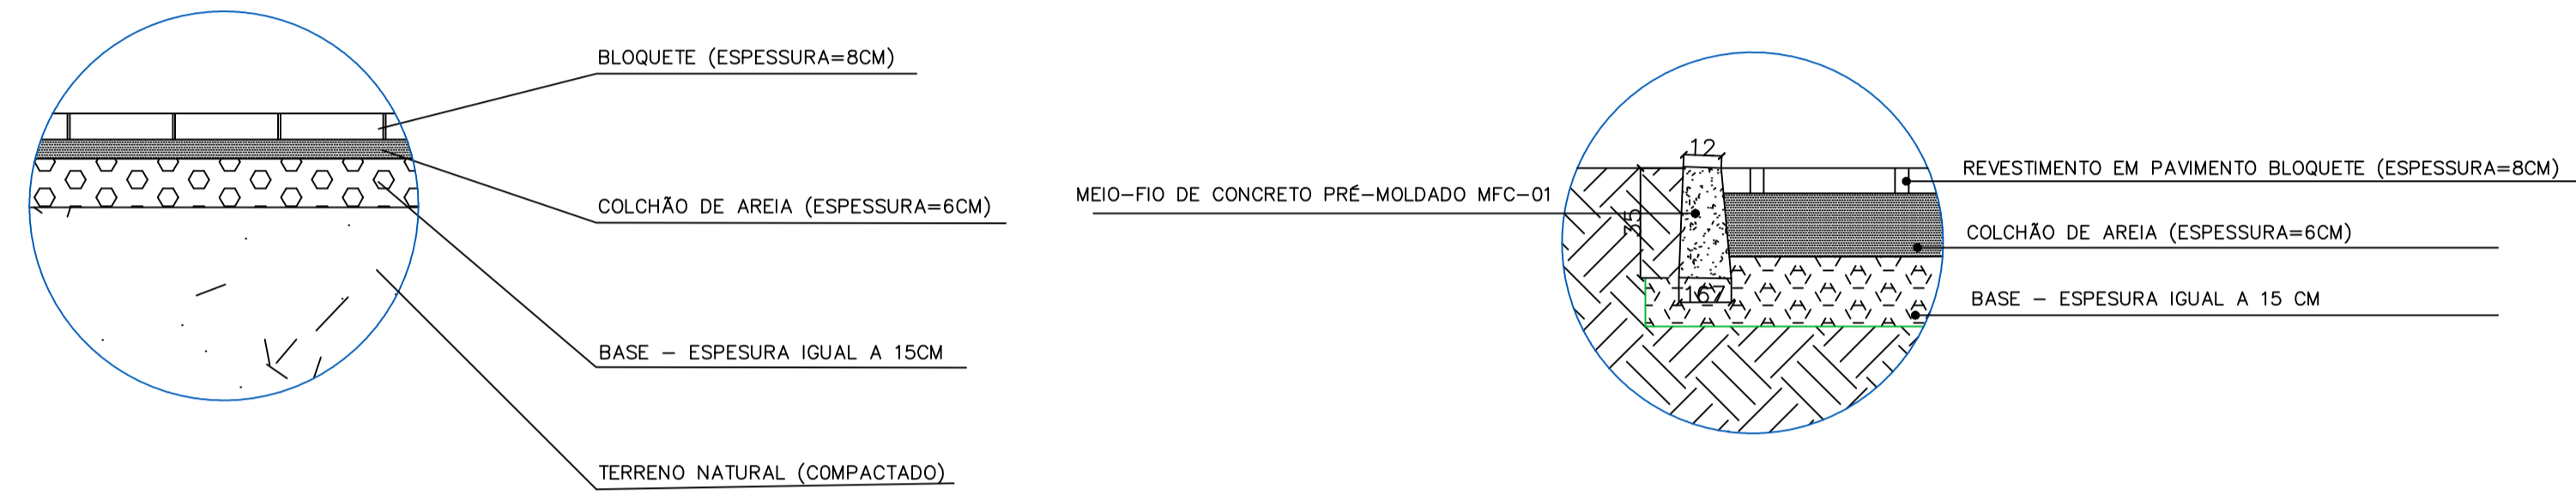 BLOQUETE (ESPESSURA=8CM)
COLCHÃO DE AREIA (ESPESSURA=6CM)
BASE – ESPESURA IGUAL A 15CM
TERRENO NATURAL (COMPACTADO)
12
MEIO–FIO DE CONCRETO PRÉ–MOLDADO MFC–01
35
167
REVESTIMENTO EM PAVIMENTO BLOQUETE (ESPESSURA=8CM)
COLCHÃO DE AREIA (ESPESSURA=6CM)
BASE – ESPESURA IGUAL A 15 CM